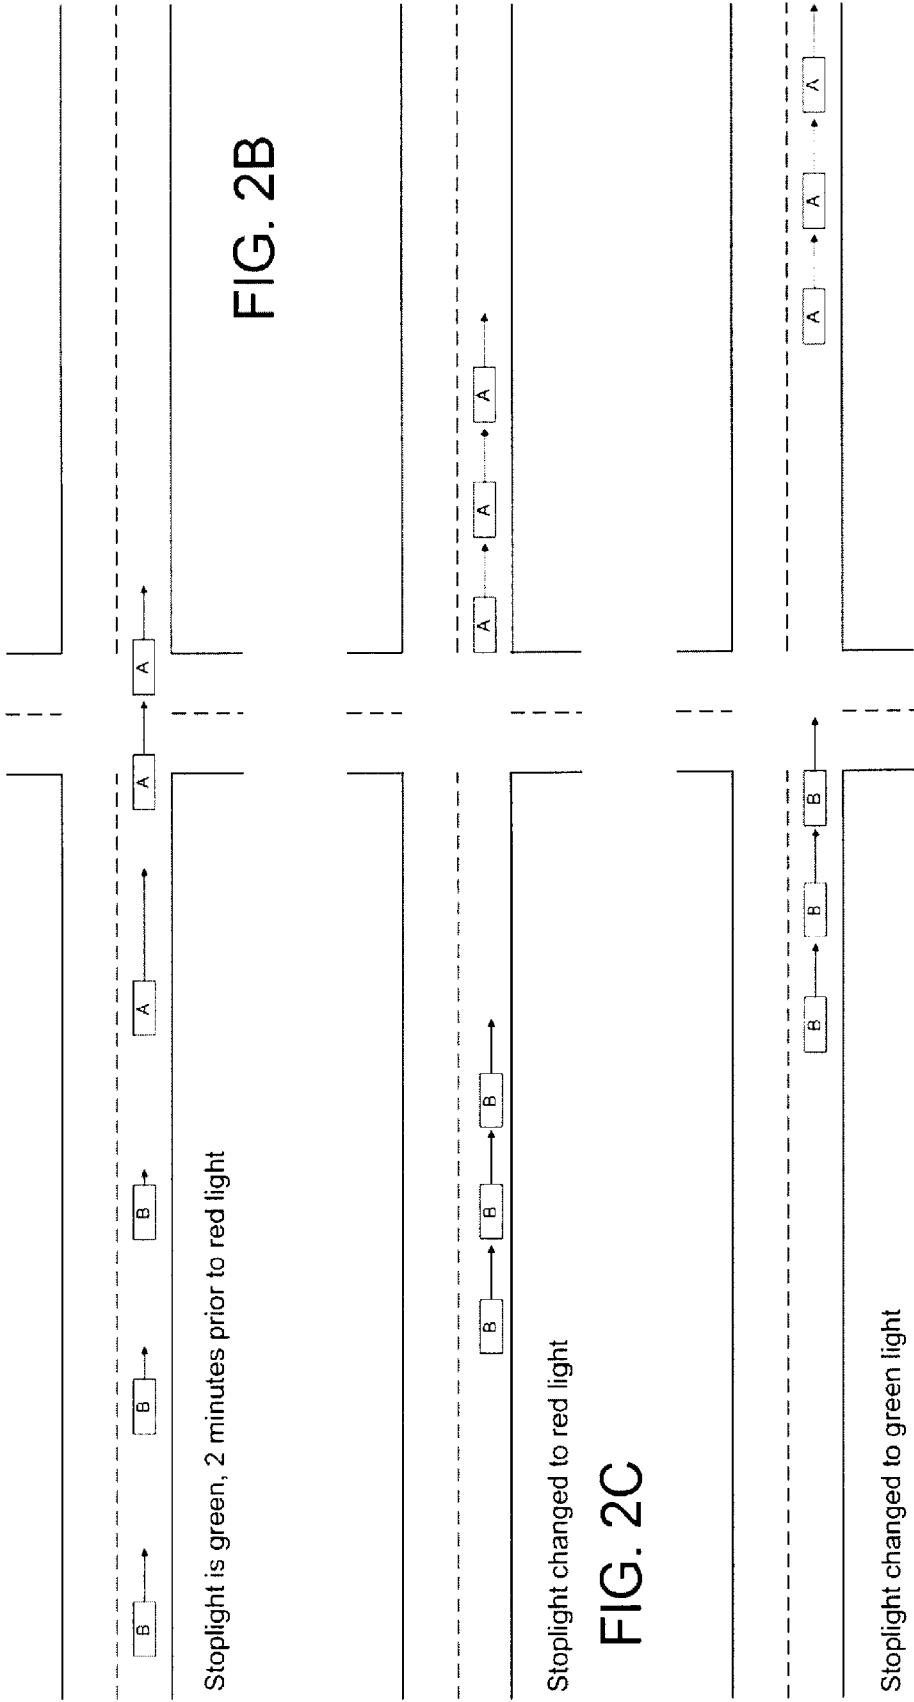 B B B A A A
Stoplight is green, 2 minutes prior to red light
FIG. 2B
B B B A A A
Stoplight changed to red light
FIG. 2C
B B B A A A
Stoplight changed to green light